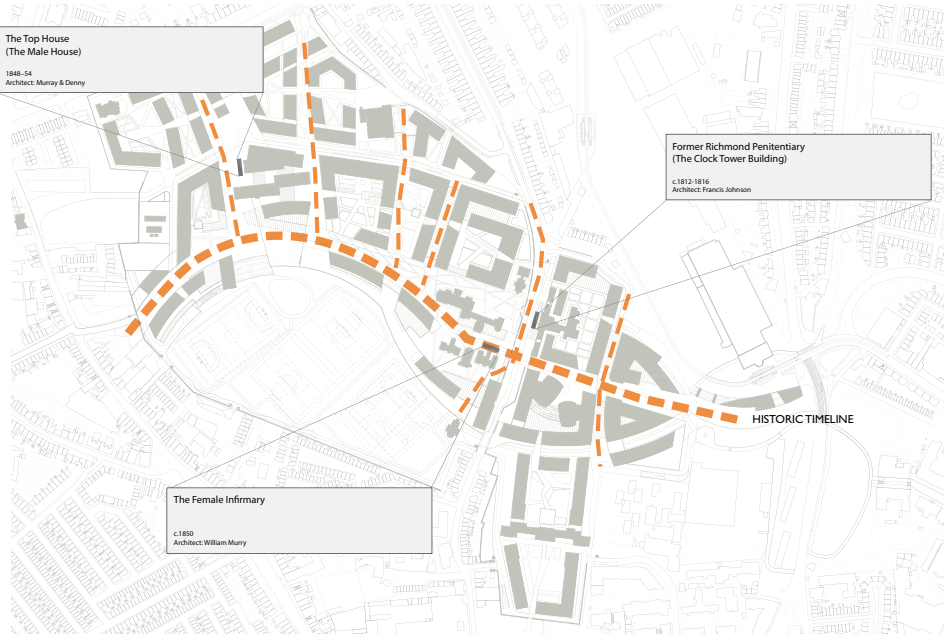 The Top House
(The Male House)
1848–54
Architect: Murray & Denny
Former Richmond Penitentiary
(The Clock Tower Building)
c.1812-1816
Architect: Francis Johnson
HISTORIC TIMELINE
The Female Infirmary
c.1850
Architect: William Murry